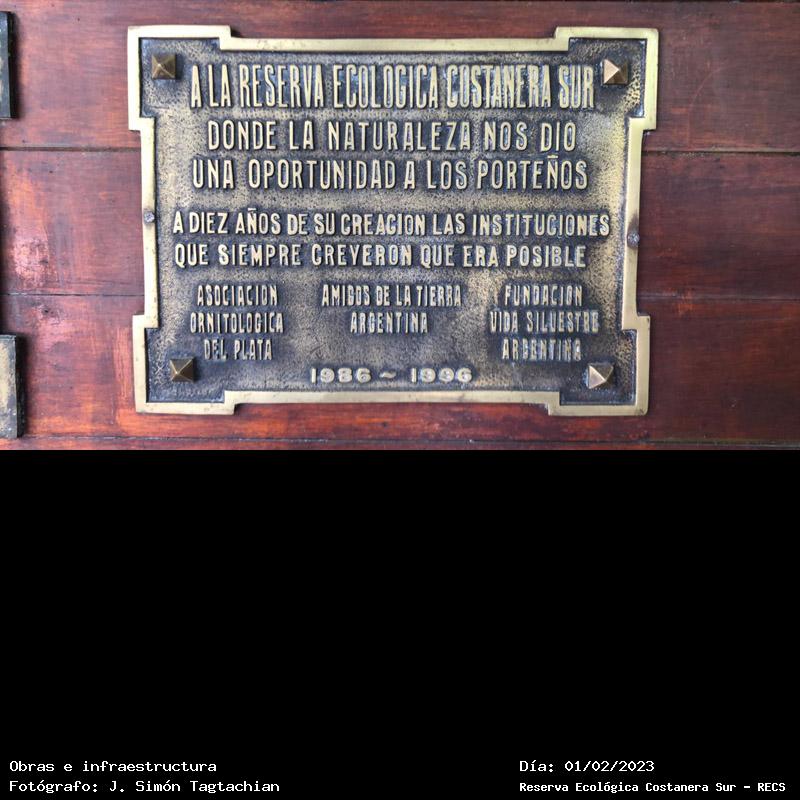 A LA RESERVA ECOLOGICA COSTANERA SUR
DONDE LA NATURALEZA NOS DIO
UNA OPORTUNIDAD A LOS PORTEÑOS
A DIEZ AÑOS DE SU CREACION LAS INSTITUCIONES
QUE SIEMPRE CREYERON QUE ERA POSIBLE
ASOCIACION
ORNITOLOGICA
DEL PLATA
AMIGOS DE LA TIERRA
ARGENTINA
FUNDACION
VIDA SILVESTRE
ARGENTINA
1986 ~ 1996
Obras e infraestructura
Fotógrafo: J. Simón Tagtachian
Día: 01/02/2023
Reserva Ecológica Costanera Sur - RECS